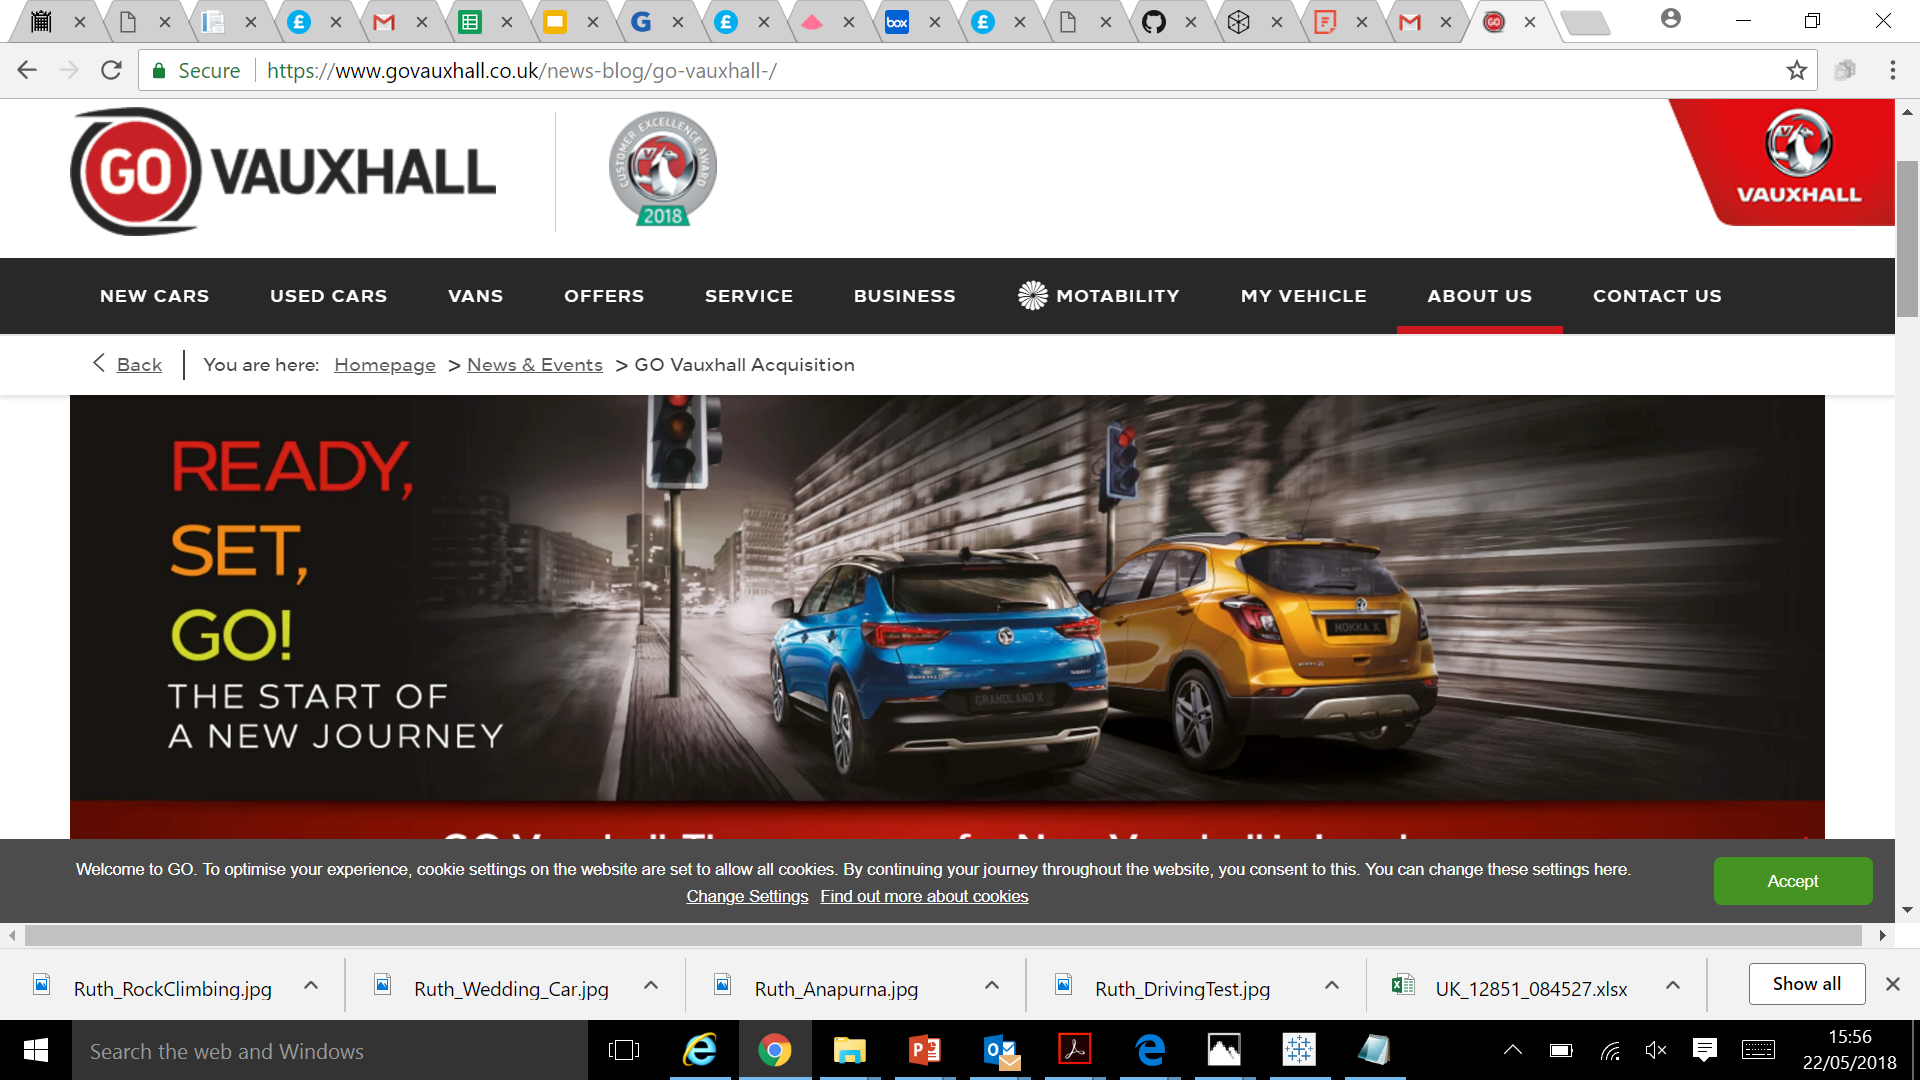 Secure
https://www.govauxhall.co.uk/news-blog/go-vauxhall-/
GO VAUXHALL
CUSTOMER EXCELLENCE AWARD
2018
VAUXHALL
NEW CARS USED CARS VANS OFFERS SERVICE BUSINESS MOTABILITY MY VEHICLE ABOUT US CONTACT US
Back You are here: Homepage > News & Events > GO Vauxhall Acquisition
READY,
SET,
GO!
THE START OF
A NEW JOURNEY
GRANDLAND X
MOKKA X
Welcome to GO. To optimise your experience, cookie settings on the website are set to allow all cookies. By continuing your journey throughout the website, you consent to this. You can change these settings here.
Change Settings Find out more about cookies
Accept
Ruth_RockClimbing.jpg Ruth_Wedding_Car.jpg Ruth_Anapurna.jpg Ruth_DrivingTest.jpg UK_12851_084527.xlsx Show all
Search the web and Windows
15:56
22/05/2018